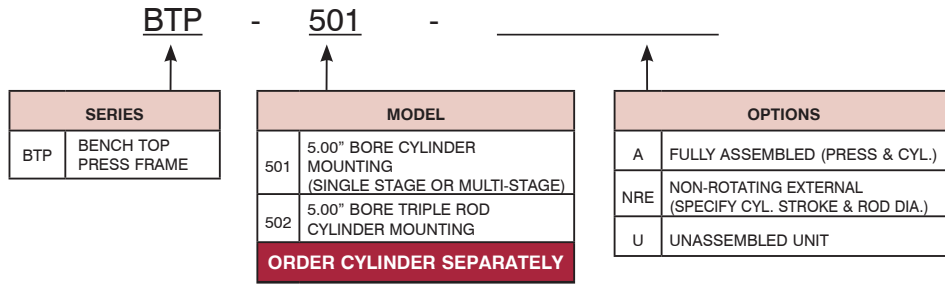 BTP - 501 - 
SERIES
BTP BENCH TOP
PRESS FRAME
MODEL
501 5.00” BORE CYLINDER
MOUNTING
(SINGLE STAGE OR MULTI-STAGE)
502 5.00” BORE TRIPLE ROD
CYLINDER MOUNTING
ORDER CYLINDER SEPARATELY
OPTIONS
A FULLY ASSEMBLED (PRESS & CYL.)
NRE NON-ROTATING EXTERNAL
(SPECIFY CYL. STROKE & ROD DIA.)
U UNASSEMBLED UNIT